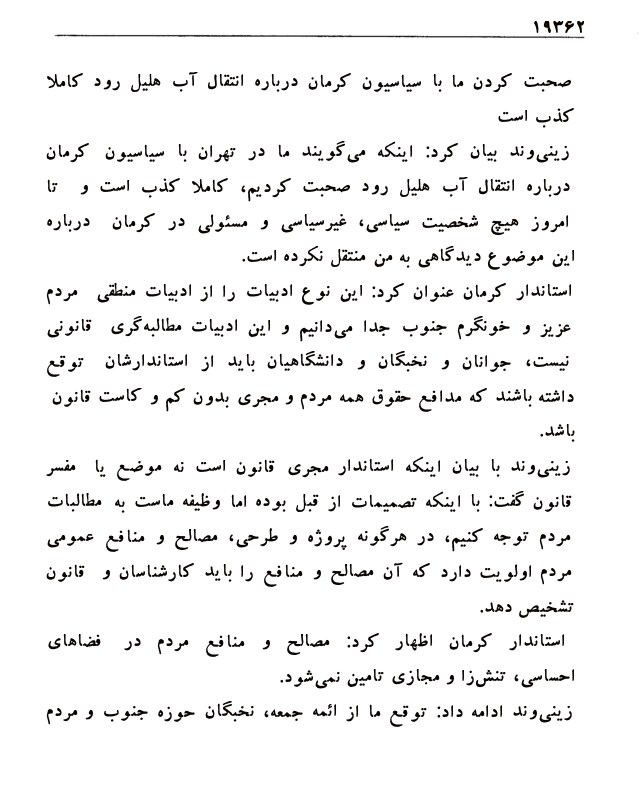 ۱۹۳۶۲
صحبت کردن ما با سیاسیون کرمان درباره انتقال آب هلیل رود کاملا
کذب است
زینی‌وند بیان کرد: اینکه می‌گویند ما در تهران با سیاسیون کرمان
درباره انتقال آب هلیل رود صحبت کردیم، کاملا کذب است و تا
امروز هیچ شخصیت سیاسی، غیرسیاسی و مسئولی در کرمان درباره
این موضوع دیدگاهی به من منتقل نکرده است.
استاندار کرمان عنوان کرد: این نوع ادبیات را از ادبیات منطقی مردم
عزیز و خونگرم جنوب جدا می‌دانیم و این ادبیات مطالبه‌گری قانونی
نیست، جوانان و نخبگان و دانشگاهیان باید از استاندارشان توقع
داشته باشند که مدافع حقوق همه مردم و مجری بدون کم و کاست قانون
باشد.
زینی‌وند با بیان اینکه استاندار مجری قانون است نه موضع یا مفسر
قانون گفت: با اینکه تصمیمات از قبل بوده اما وظیفه ماست به مطالبات
مردم توجه کنیم، در هرگونه پروژه و طرحی، مصالح و منافع عمومی
مردم اولویت دارد که آن مصالح و منافع را باید کارشناسان و قانون
تشخیص دهد.
استاندار کرمان اظهار کرد: مصالح و منافع مردم در فضاهای
احساسی، تنش‌زا و مجازی تامین نمی‌شود.
زینی‌وند ادامه داد: توقع ما از ائمه جمعه، نخبگان حوزه جنوب و مردم